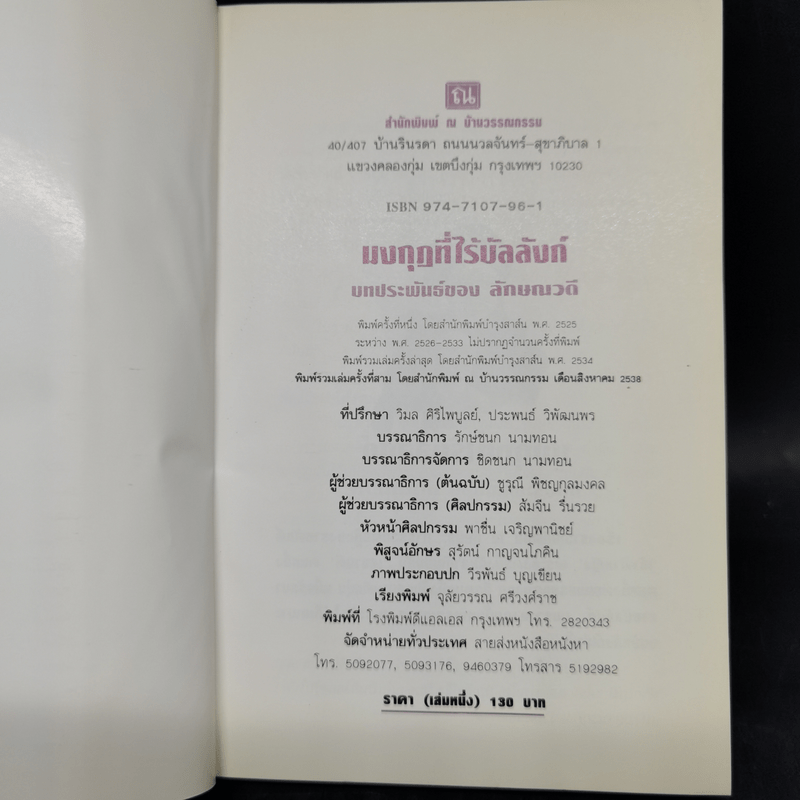 ณ
สำนักพิมพ์ ณ บ้านวรรณกรรม
40/407 บ้านรินรดา ถนนนวลจันทร์-สุขาภิบาล 1
แขวงคลองกุ่ม เขตบึงกุ่ม กรุงเทพฯ 10230
ISBN 974-7107-96-1
มงกุฎที่ไร้บัลลังก์
บทประพันธ์ของ ลักษณวดี
พิมพ์ครั้งที่หนึ่ง โดยสำนักพิมพ์บำรุงสาส์น พ.ศ. 2525
ระหว่าง พ.ศ. 2526-2533 ไม่ปรากฏจำนวนครั้งที่พิมพ์
พิมพ์รวมเล่มครั้งล่าสุด โดยสำนักพิมพ์บำรุงสาส์น พ.ศ. 2534
พิมพ์รวมเล่มครั้งที่สาม โดยสำนักพิมพ์ ณ บ้านวรรณกรรม เดือนสิงหาคม 2538
ที่ปรึกษา วิมล ศิริไพบูลย์, ประพนธ์ วิพัฒนพร
บรรณาธิการ รักษ์ชนก นามทอน
บรรณาธิการจัดการ ชิดชนก นามทอน
ผู้ช่วยบรรณาธิการ (ต้นฉบับ) ชูรุณี พิชญกุลมงคล
ผู้ช่วยบรรณาธิการ (ศิลปกรรม) ส้มจีน รื่นรวย
หัวหน้าศิลปกรรม พาชื่น เจริญพานิชย์
พิสูจน์อักษร สุรัตน์ กาญจนโภคิน
ภาพประกอบปก วีรพันธ์ บุญเขียน
เรียงพิมพ์ จุลัยวรรณ ศรีวงศ์ราช
พิมพ์ที่ โรงพิมพ์ดีแอลเอส กรุงเทพฯ โทร. 2820343
จัดจำหน่ายทั่วประเทศ สายส่งหนังสือหนังหา
โทร. 5092077, 5093176, 9460379 โทรสาร 5192982
ราคา (เล่มหนึ่ง) 130 บาท